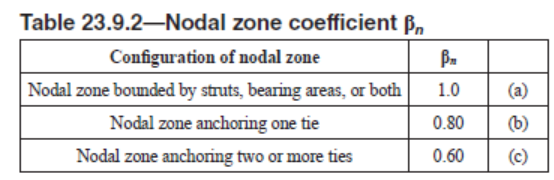 Table 23.9.2—Nodal zone coefficient βn
Configuration of nodal zone βn
Nodal zone bounded by struts, bearing areas, or both 1.0 (a)
Nodal zone anchoring one tie 0.80 (b)
Nodal zone anchoring two or more ties 0.60 (c)